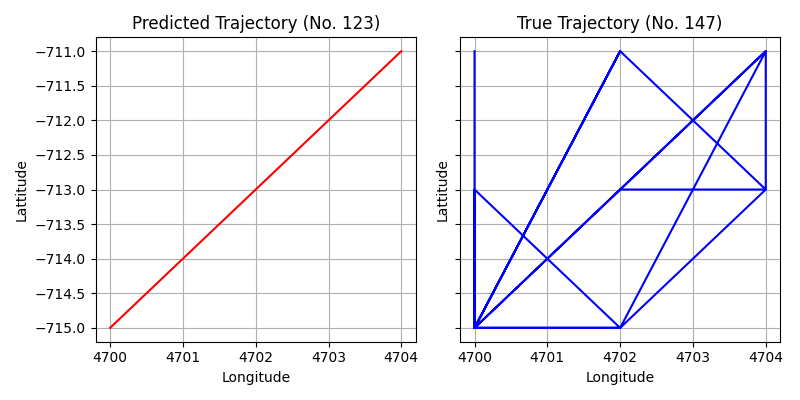 Predicted Trajectory (No. 123)
True Trajectory (No. 147)
−711.0
−711.5
−712.0
−712.5
−713.0
−713.5
−714.0
−714.5
−715.0
Lattitude
Lattitude
4700 4701 4702 4703 4704
4700 4701 4702 4703 4704
Longitude
Longitude